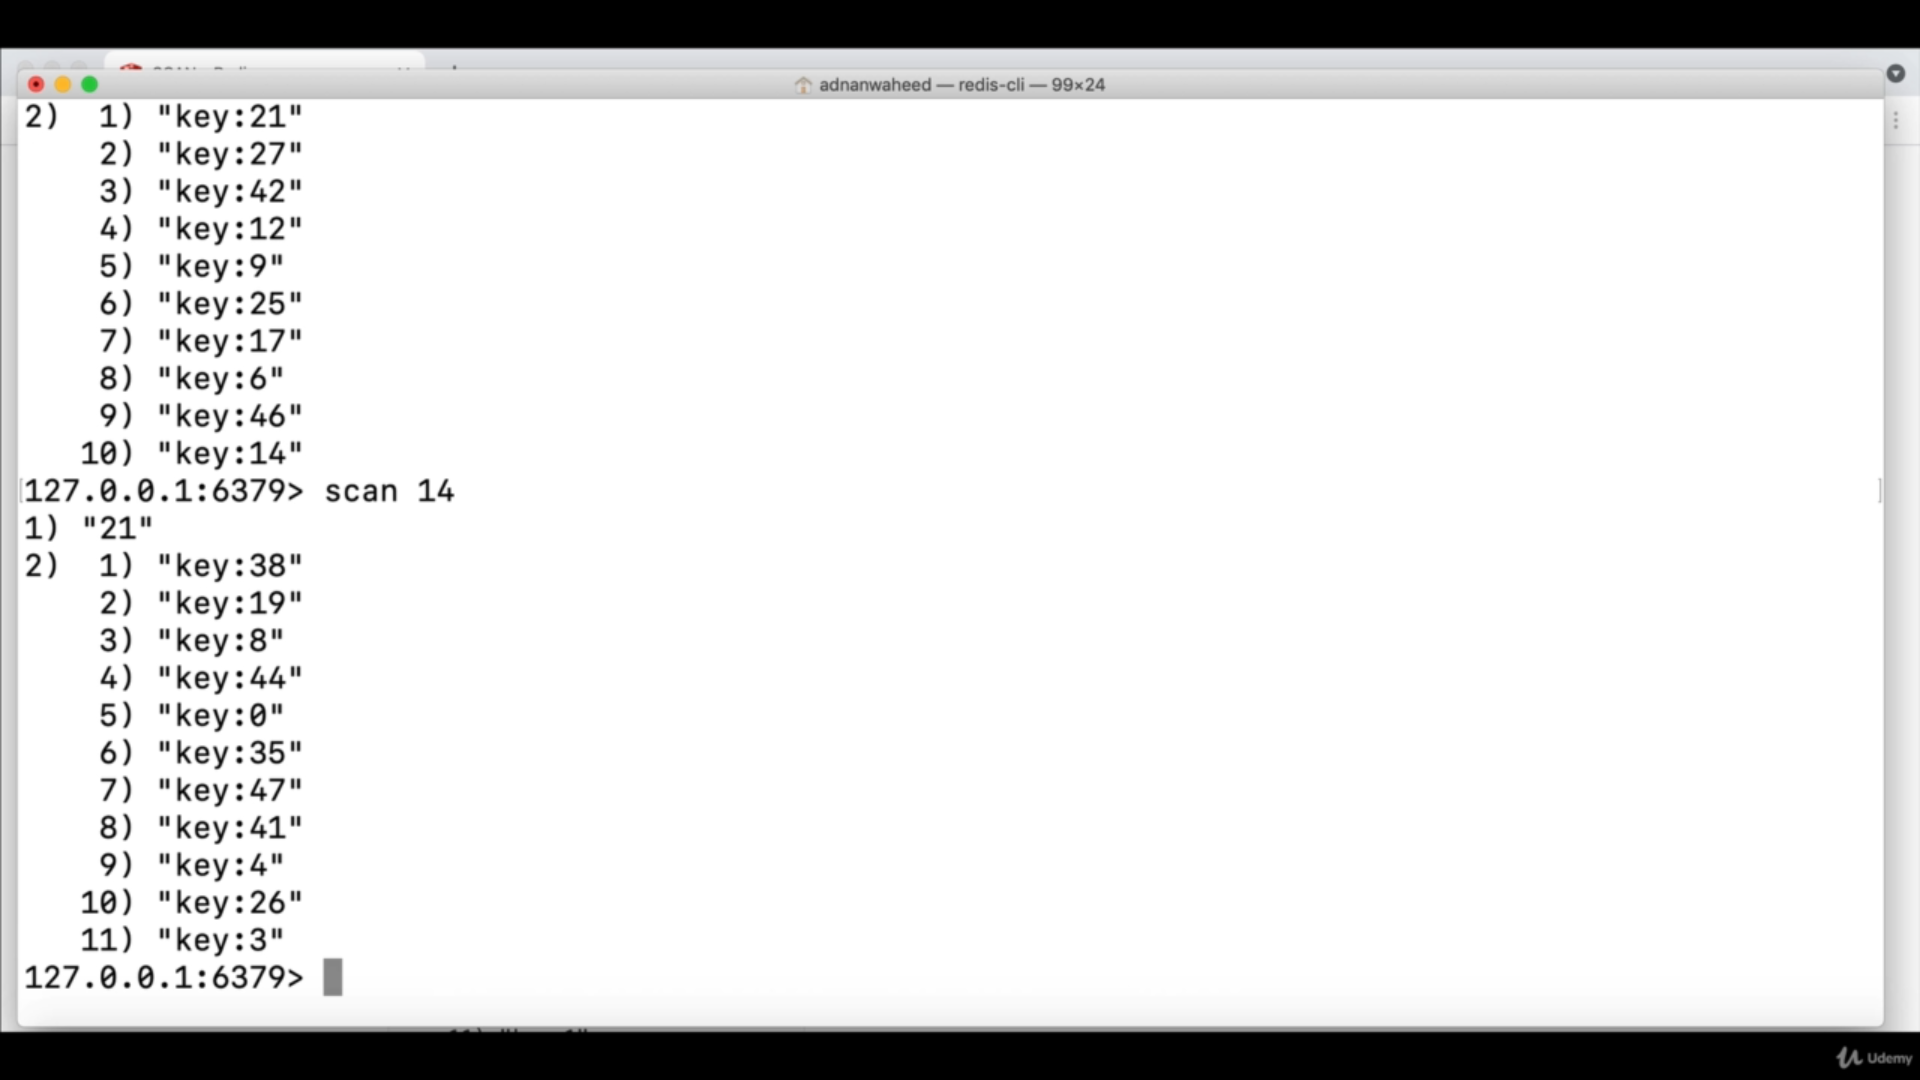 adnanwaheed — redis-cli — 99×24
2)  1) "key:21"
    2) "key:27"
    3) "key:42"
    4) "key:12"
    5) "key:9"
    6) "key:25"
    7) "key:17"
    8) "key:6"
    9) "key:46"
   10) "key:14"
127.0.0.1:6379> scan 14
1) "21"
2)  1) "key:38"
    2) "key:19"
    3) "key:8"
    4) "key:44"
    5) "key:0"
    6) "key:35"
    7) "key:47"
    8) "key:41"
    9) "key:4"
   10) "key:26"
   11) "key:3"
127.0.0.1:6379>
Udemy